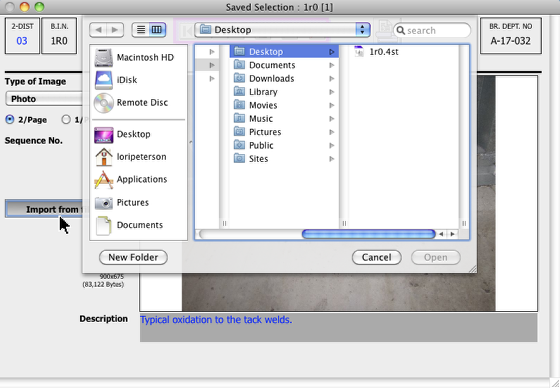 Saved Selection : 1r0 [1]
2-DIST
03
B.I.N.
1R0
Desktop
search
BR. DEPT. NO
A-17-032
Type of Image
Photo
2/Page
1/
Sequence No.
Import from
Macintosh HD
iDisk
Remote Disc
Desktop
loripeterson
Applications
Pictures
Documents
Desktop
Documents
Downloads
Library
Movies
Music
Pictures
Public
Sites
1r0.4st
New Folder
Cancel
Open
900x675
(83,122 Bytes)
Description
Typical oxidation to the tack welds.